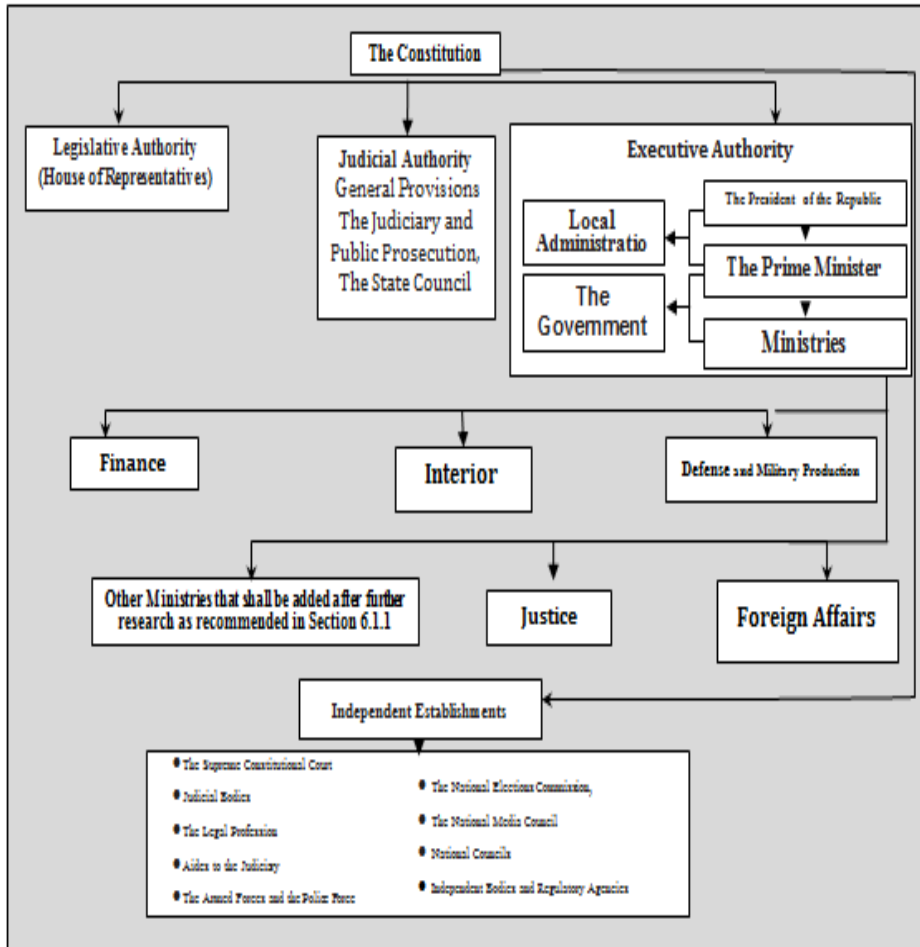 The Constitution
Legislative Authority
(House of Representatives)
Judicial Authority
General Provisions
The Judiciary and
Public Prosecution,
The State Council
Executive Authority
The President of the Republic
Local
Administratio
The Prime Minister
The
Government
Ministries
Finance
Interior
Defense and Military Production
Other Ministries that shall be added after further
research as recommended in Section 6.1.1
Justice
Foreign Affairs
Independent Establishments
• The Supreme Constitutional Court
• Judicial Bodies
• The Legal Profession
• Aides to the Judiciary
• The Armed Forces and the Police Force
• The National Elections Commission,
• The National Media Council
• National Councils
• Independent Bodies and Regulatory Agencies